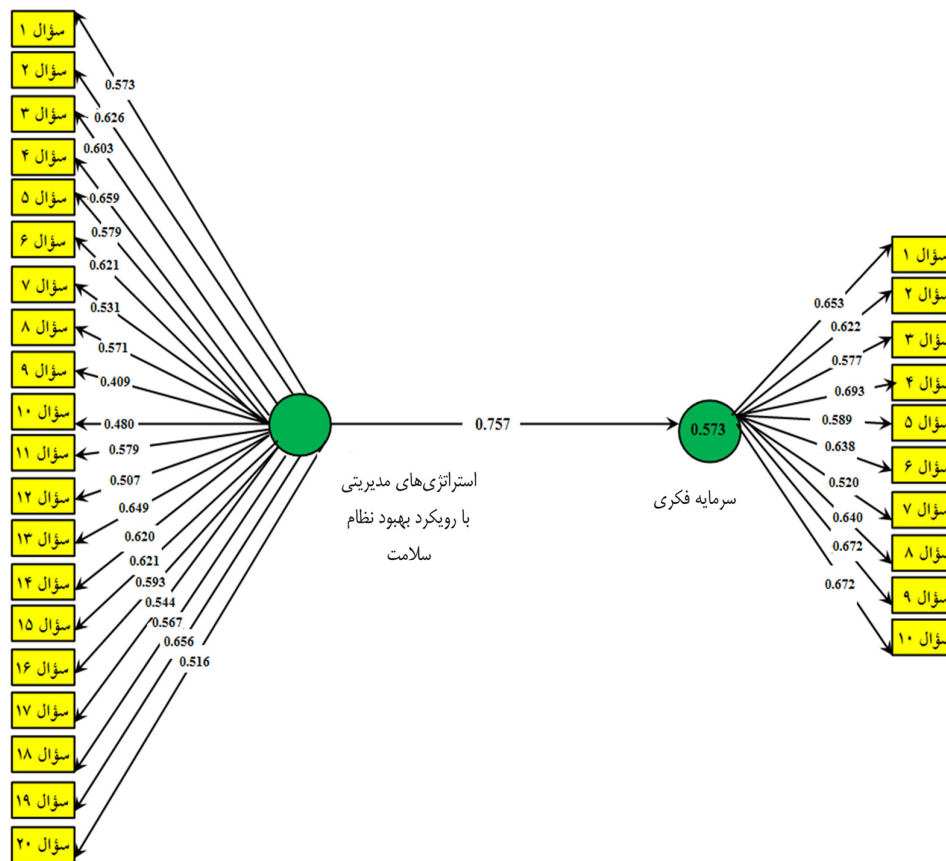 سؤال ۱
سؤال ۲
سؤال ۳
سؤال ۴
سؤال ۵
سؤال ۶
سؤال ۷
سؤال ۸
سؤال ۹
سؤال ۱۰
سؤال ۱۱
سؤال ۱۲
سؤال ۱۳
سؤال ۱۴
سؤال ۱۵
سؤال ۱۶
سؤال ۱۷
سؤال ۱۸
سؤال ۱۹
سؤال ۲۰
0.573
0.626
0.603
0.659
0.579
0.621
0.531
0.571
0.409
0.480
0.579
0.507
0.649
0.620
0.621
0.593
0.544
0.567
0.656
0.516
استراتژی‌های مدیریتی
با رویکرد بهبود نظام
سلامت
0.757
0.573
سرمایه فکری
0.653
0.622
0.577
0.693
0.589
0.638
0.520
0.640
0.672
0.672
سؤال ۱
سؤال ۲
سؤال ۳
سؤال ۴
سؤال ۵
سؤال ۶
سؤال ۷
سؤال ۸
سؤال ۹
سؤال ۱۰